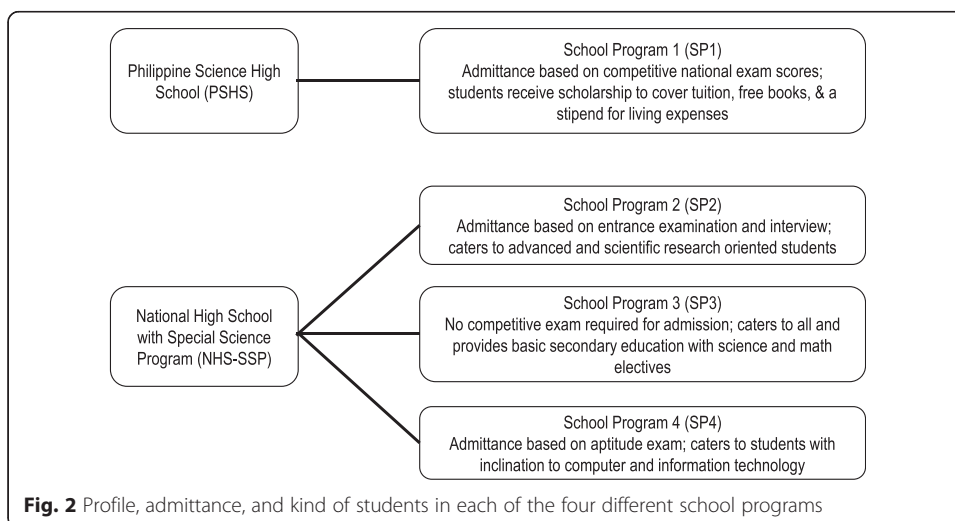 Philippine Science High
School (PSHS)
School Program 1 (SP1)
Admittance based on competitive national exam scores;
students receive scholarship to cover tuition, free books, & a
stipend for living expenses
School Program 2 (SP2)
Admittance based on entrance examination and interview;
caters to advanced and scientific research oriented students
National High School
with Special Science
Program (NHS-SSP)
School Program 3 (SP3)
No competitive exam required for admission; caters to all and
provides basic secondary education with science and math
electives
School Program 4 (SP4)
Admittance based on aptitude exam; caters to students with
inclination to computer and information technology
Fig. 2 Profile, admittance, and kind of students in each of the four different school programs